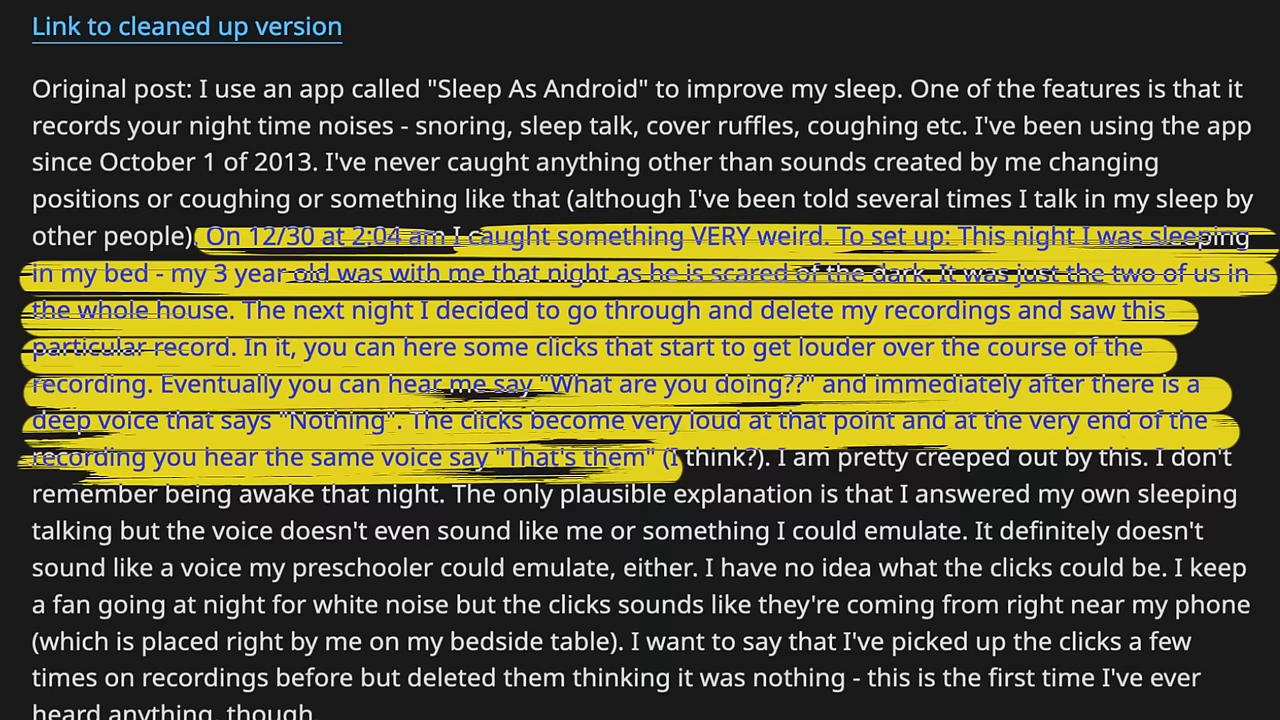 Link to cleaned up version
Original post: I use an app called "Sleep As Android" to improve my sleep. One of the features is that it
records your night time noises - snoring, sleep talk, cover ruffles, coughing etc. I've been using the app
since October 1 of 2013. I've never caught anything other than sounds created by me changing
positions or coughing or something like that (although I've been told several times I talk in my sleep by
other people). On 12/30 at 2:04 am I caught something VERY weird. To set up: This night I was sleeping
in my bed - my 3 year old was with me that night as he is scared of the dark. It was just the two of us in
the whole house. The next night I decided to go through and delete my recordings and saw this
particular record. In it, you can here some clicks that start to get louder over the course of the
recording. Eventually you can hear me say "What are you doing??" and immediately after there is a
deep voice that says "Nothing". The clicks become very loud at that point and at the very end of the
recording you hear the same voice say "That's them" (I think?). I am pretty creeped out by this. I don't
remember being awake that night. The only plausible explanation is that I answered my own sleeping
talking but the voice doesn't even sound like me or something I could emulate. It definitely doesn't
sound like a voice my preschooler could emulate, either. I have no idea what the clicks could be. I keep
a fan going at night for white noise but the clicks sounds like they're coming from right near my phone
(which is placed right by me on my bedside table). I want to say that I've picked up the clicks a few
times on recordings before but deleted them thinking it was nothing - this is the first time I've ever
heard anything, though